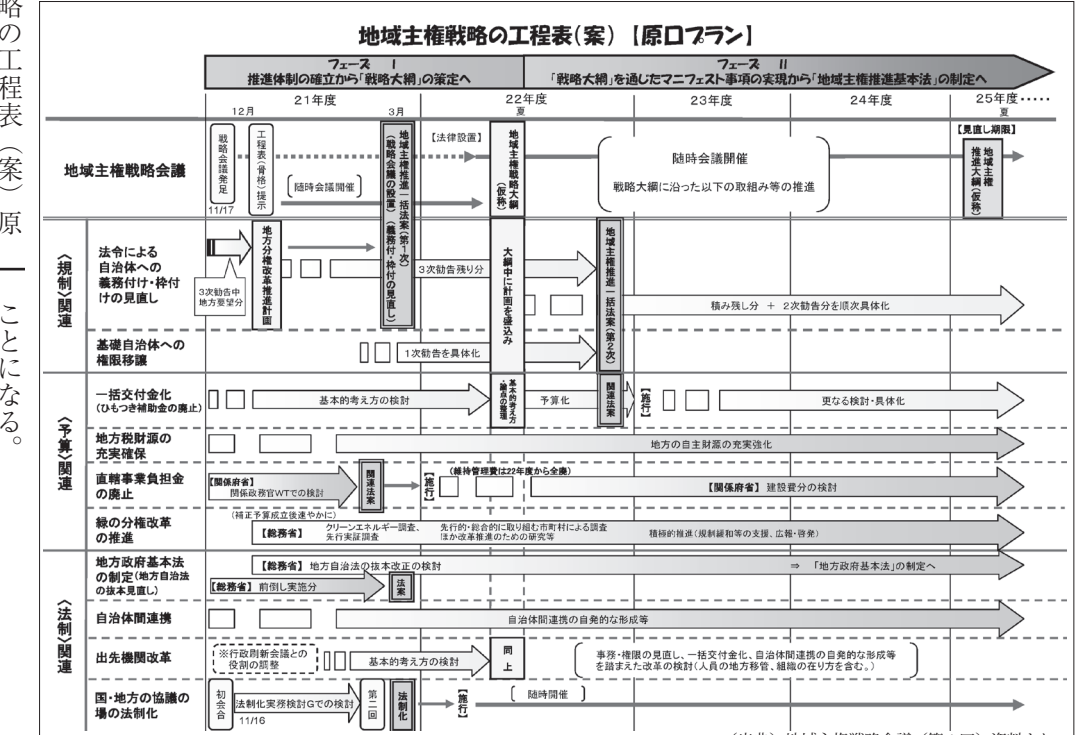 略の工程表（案）原
ことになる。
地域主権戦略の工程表(案)【原口プラン】
フェーズ Ⅰ
推進体制の確立から「戦略大綱」の策定へ
フェーズ Ⅱ
「戦略大綱」を通じたマニフェスト事項の実現から「地域主権推進基本法」の制定へ
21年度
22年度
23年度
24年度
25年度‥‥‥
12月
3月
夏
夏
地域主権戦略会議
戦略会議発足
11/17
工程表(骨格)提示
随時会議開催
地域主権推進一括法案(第1次)
(戦略会議の設置)(義務付・枠付の見直し)
【法律設置】
地域主権戦略大綱
(仮称)
随時会議開催
戦略大綱に沿った以下の取組み等の推進
【見直し期限】
地域主権
推進大綱(仮称)
〈規制〉関連
法令による
自治体への
義務付け・枠付
けの見直し
3次勧告中
地方要望分
地方分権改革推進計画
3次勧告残り分
大綱中に計画を盛込み
地域主権推進一括法案(第2次)
積み残し分 ＋ 2次勧告分を順次具体化
基礎自治体への
権限移譲
1次勧告を具体化
〈予算〉関連
一括交付金化
(ひもつき補助金の廃止)
基本的考え方の検討
基本的考え方
・論点の整理
予算化
関連法案
【施行】
更なる検討・具体化
地方税財源の
充実確保
地方の自主財源の充実強化
直轄事業負担金
の廃止
【関係府省】
関係政務官WTでの検討
関連法案
【施行】
(維持管理費は22年度から全廃)
【関係府省】 建設費分の検討
緑の分権改革
の推進
(補正予算成立後速やかに)
【総務省】
クリーンエネルギー調査、
先行実証調査
先行的・総合的に取り組む市町村による調査
ほか改革推進のための研究等
積極的推進(規制緩和等の支援、広報・啓発)
〈法制〉関連
地方政府基本法
の制定(地方自治法
の抜本見直し)
【総務省】 地方自治法の抜本改正の検討
⇒ 「地方政府基本法」の制定へ
【総務省】 前倒し実施分
法案
自治体間連携
自治体間連携の自発的な形成等
出先機関改革
※行政刷新会議との
役割の調整
基本的考え方の検討
同上
事務・権限の見直し、一括交付金化、自治体間連携の自発的な形成等
を踏まえた改革の検討(人員の地方移管、組織の在り方を含む。)
国・地方の協議の
場の法制化
初会合
法制化実務検討Gでの検討
11/16
第二回
法制化
【施行】
随時開催